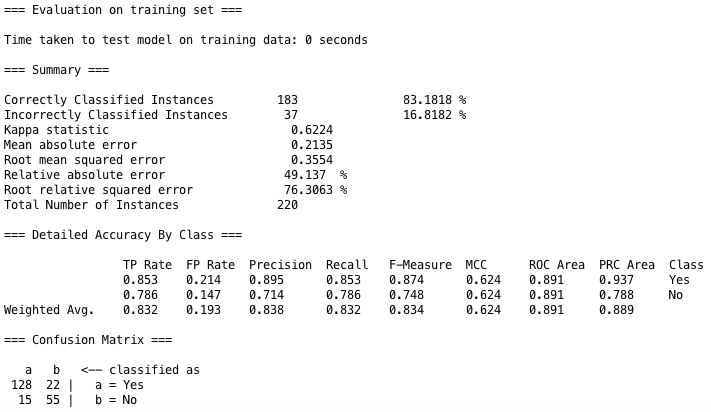 === Evaluation on training set ===
Time taken to test model on training data: 0 seconds
=== Summary ===
Correctly Classified Instances         183               83.1818 %
Incorrectly Classified Instances        37               16.8182 %
Kappa statistic                          0.6224
Mean absolute error                      0.2135
Root mean squared error                  0.3554
Relative absolute error                 49.137  %
Root relative squared error             76.3063 %
Total Number of Instances              220
=== Detailed Accuracy By Class ===
                 TP Rate  FP Rate  Precision  Recall   F-Measure  MCC      ROC Area  PRC Area  Class
                 0.853    0.214    0.895      0.853    0.874      0.624    0.891     0.937     Yes
                 0.786    0.147    0.714      0.786    0.748      0.624    0.891     0.788     No
Weighted Avg.    0.832    0.193    0.838      0.832    0.834      0.624    0.891     0.889
=== Confusion Matrix ===
   a   b   <-- classified as
 128  22 |   a = Yes
  15  55 |   b = No